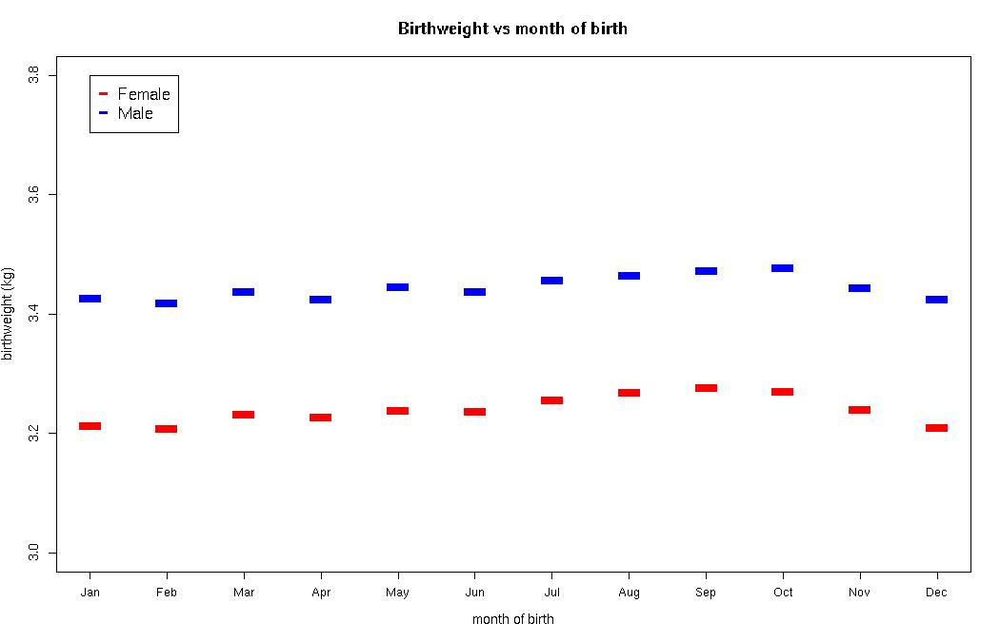 Birthweight vs month of birth
Female
Male
3.8
3.6
3.4
3.2
3.0
birthweight (kg)
Jan Feb Mar Apr May Jun Jul Aug Sep Oct Nov Dec
month of birth